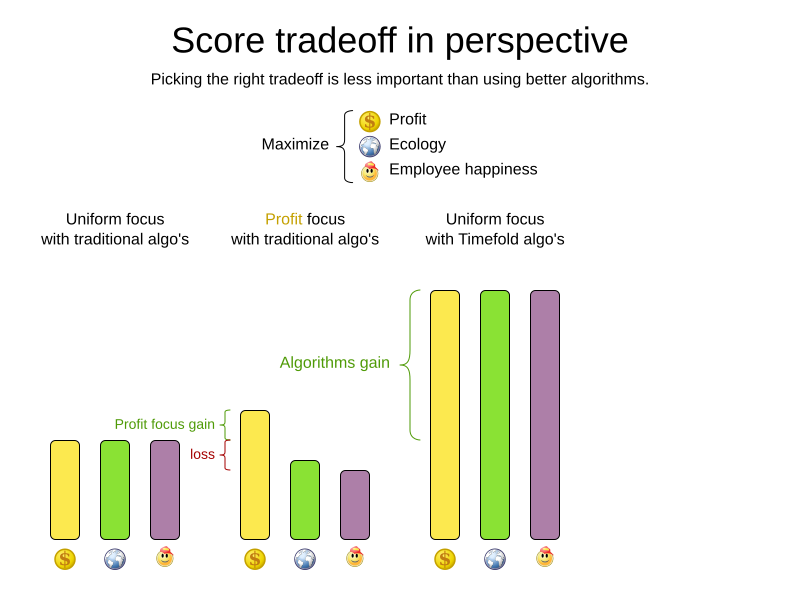 Score tradeoff in perspective
Picking the right tradeoff is less important than using better algorithms.
Maximize
Profit
Ecology
Employee happiness
Uniform focus
with traditional algo's
Profit focus
with traditional algo's
Uniform focus
with Timefold algo's
Algorithms gain
Profit focus gain
loss
$
$
$
$